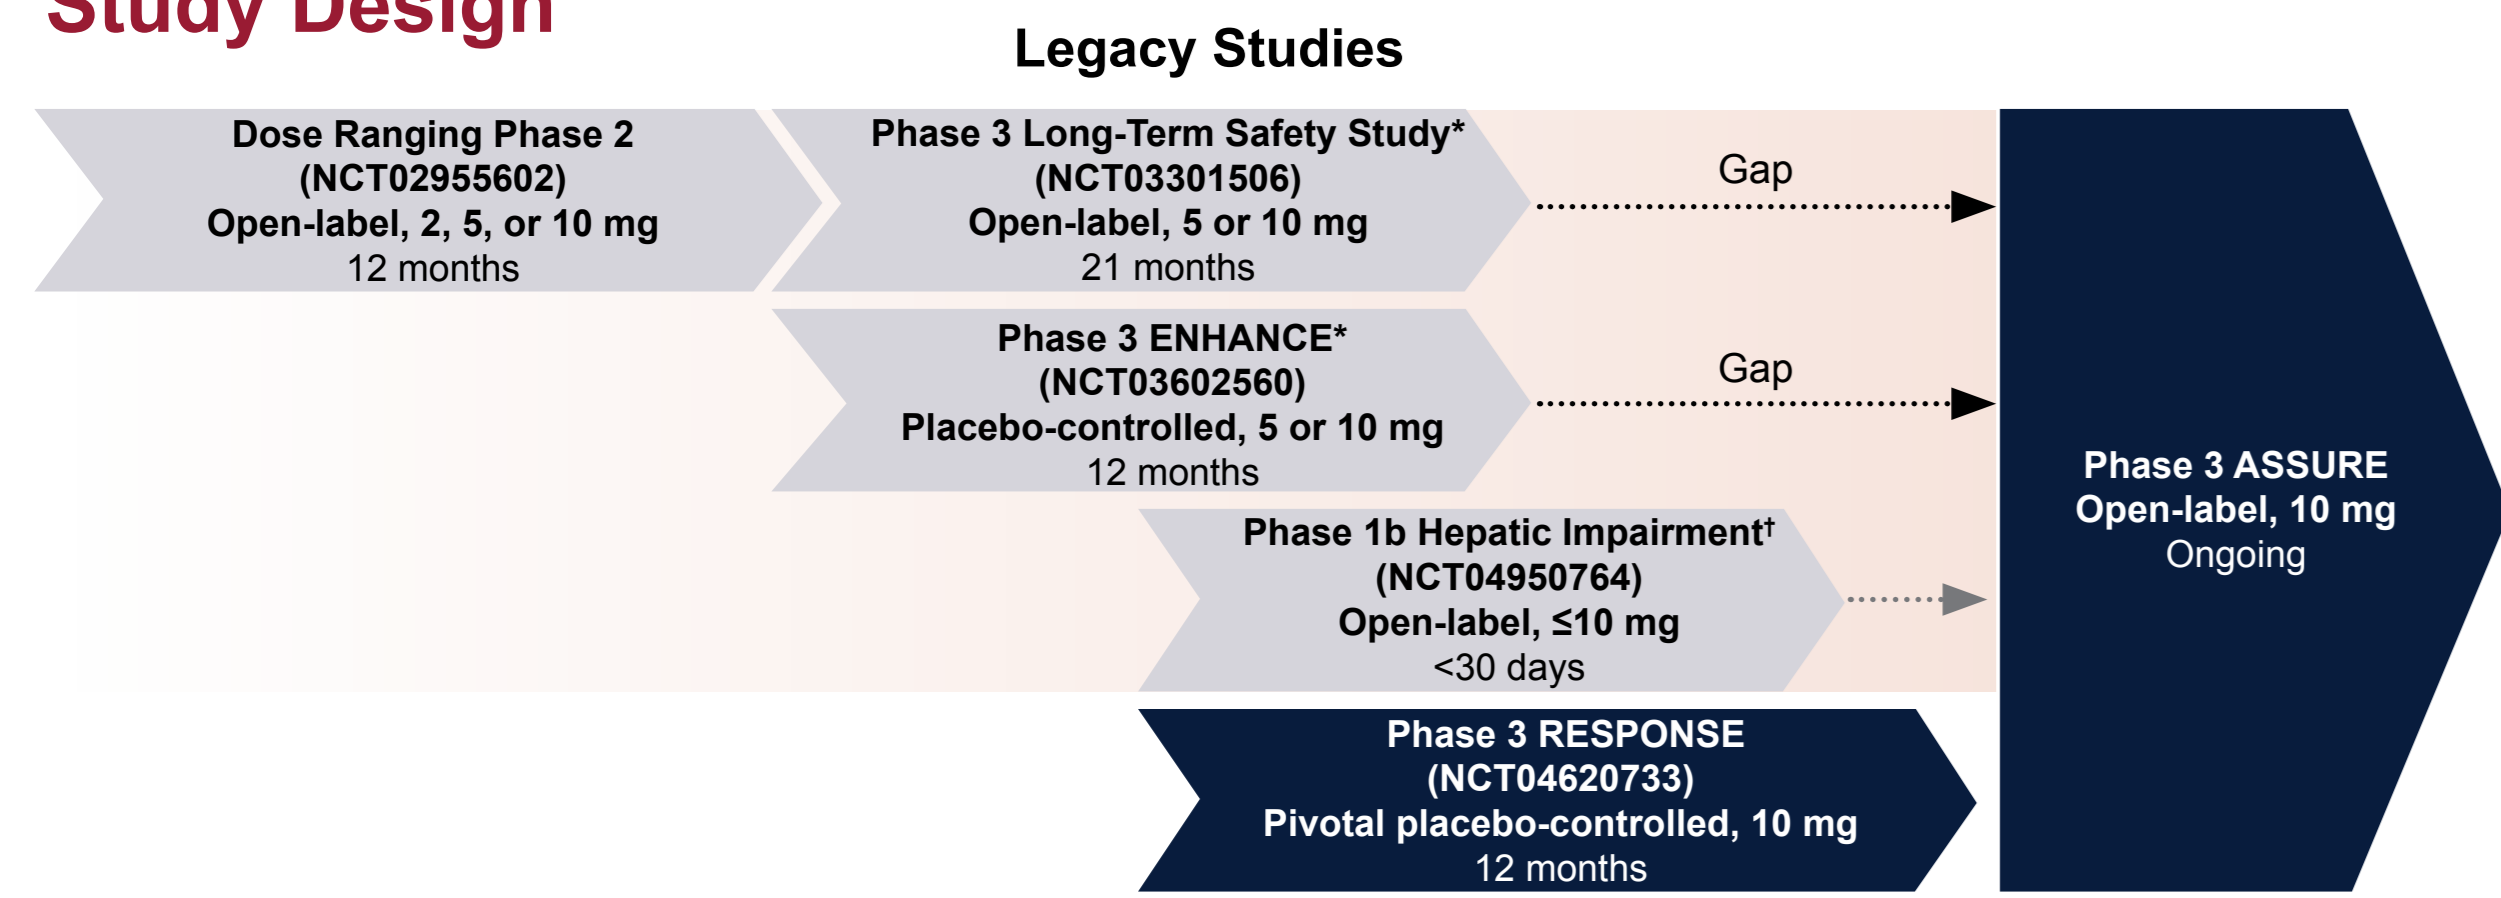 Study Design
Legacy Studies
Dose Ranging Phase 2
(NCT02955602)
Open-label, 2, 5, or 10 mg
12 months
Phase 3 Long-Term Safety Study*
(NCT03301506)
Open-label, 5 or 10 mg
21 months
Gap
Phase 3 ENHANCE*
(NCT03602560)
Placebo-controlled, 5 or 10 mg
12 months
Gap
Phase 1b Hepatic Impairment†
(NCT04950764)
Open-label, ≤10 mg
<30 days
Phase 3 RESPONSE
(NCT04620733)
Pivotal placebo-controlled, 10 mg
12 months
Phase 3 ASSURE
Open-label, 10 mg
Ongoing